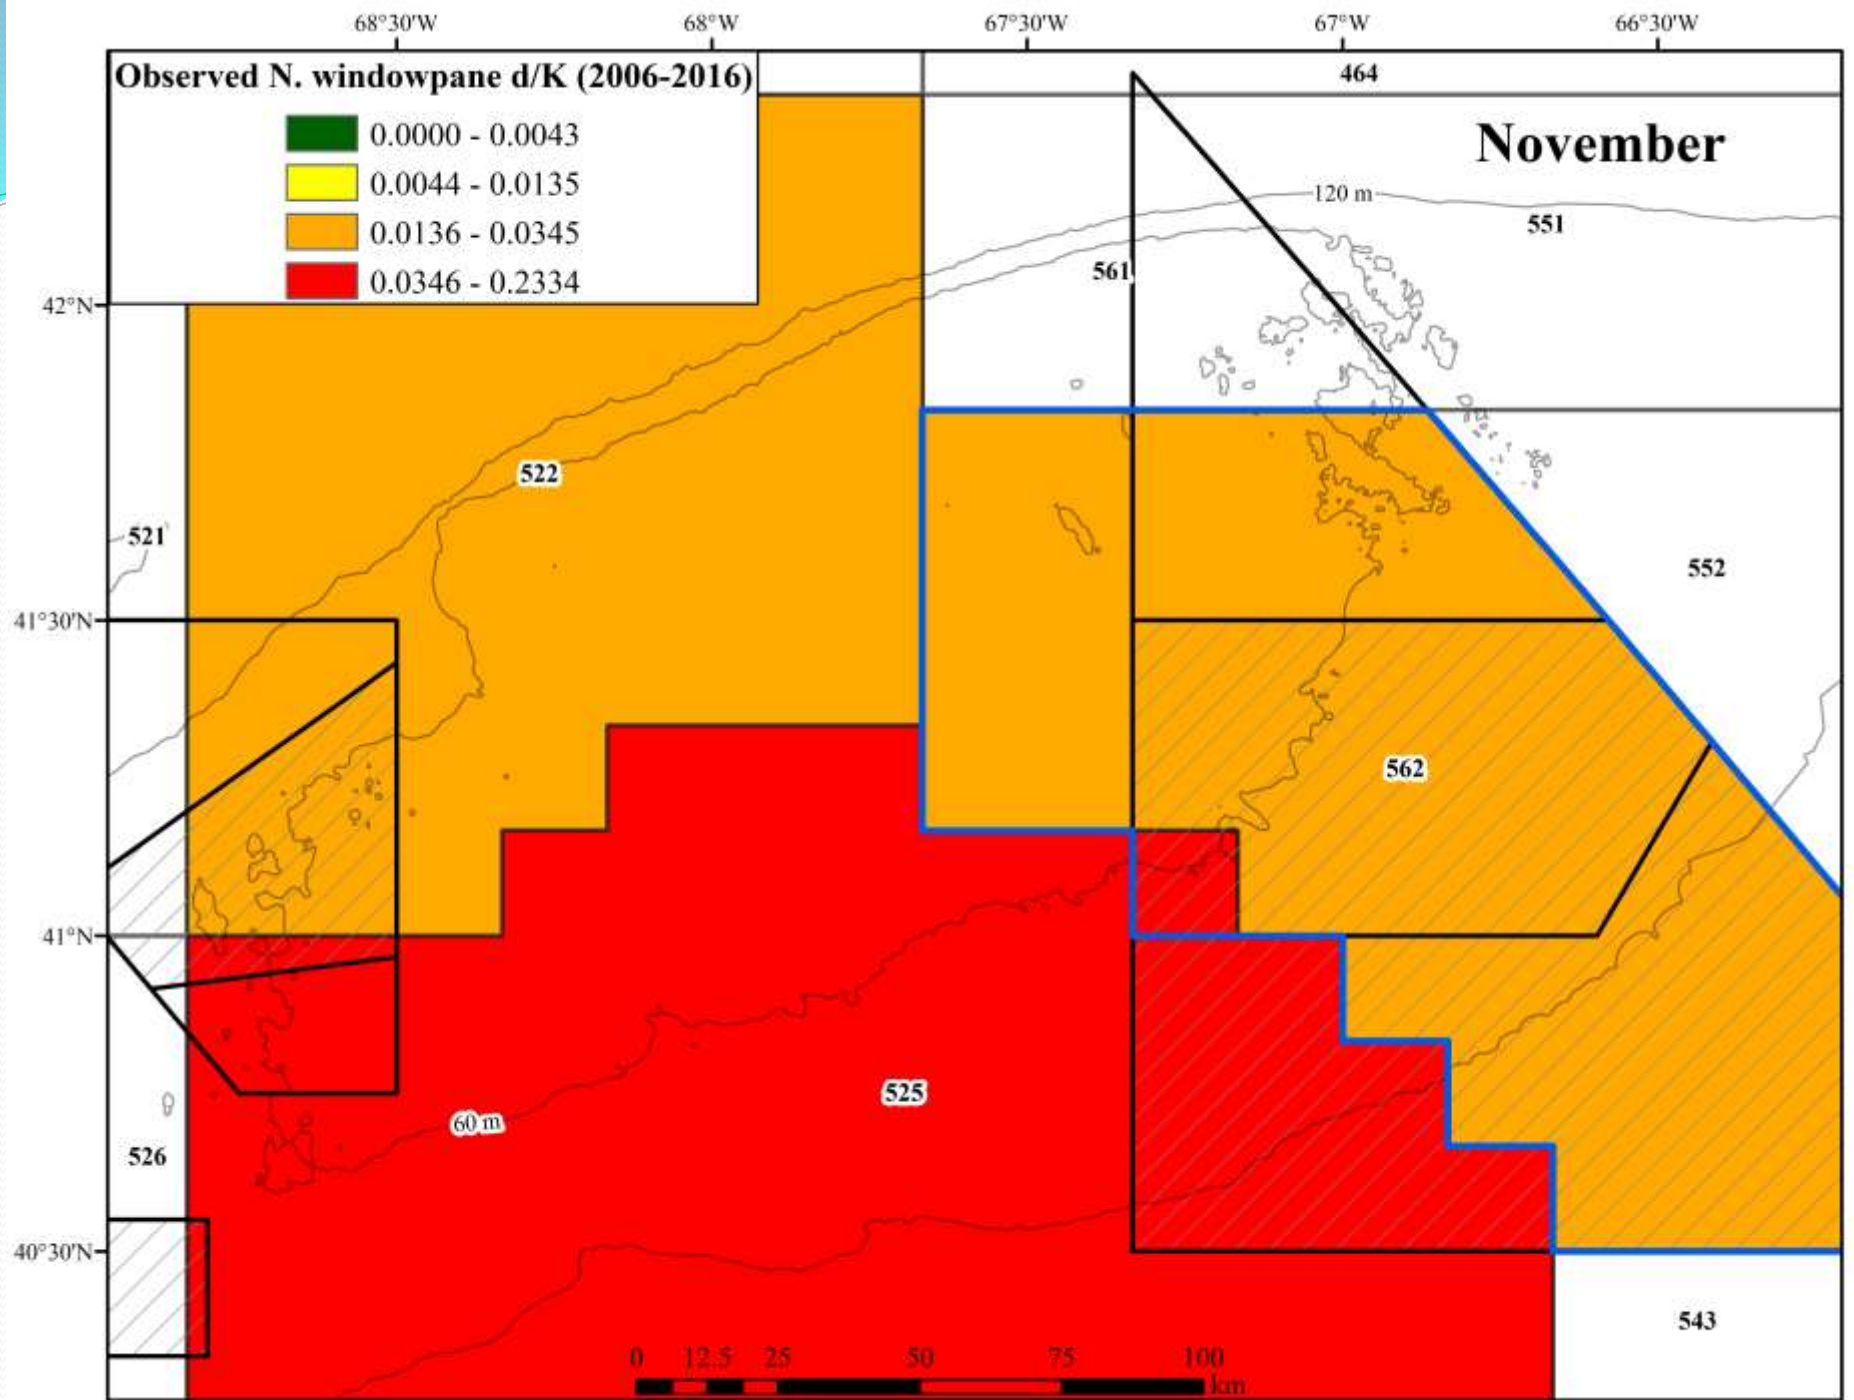 68°30'W 68°W 67°30'W 67°W 66°30'W
Observed N. windowpane d/K (2006-2016)
0.0000 - 0.0043
0.0044 - 0.0135
0.0136 - 0.0345
0.0346 - 0.2334
464
November
120 m
551
561
42°N
522
521
552
41°30'N
562
41°N
525
60 m
526
40°30'N
543
0 12.5 25 50 75 100
km